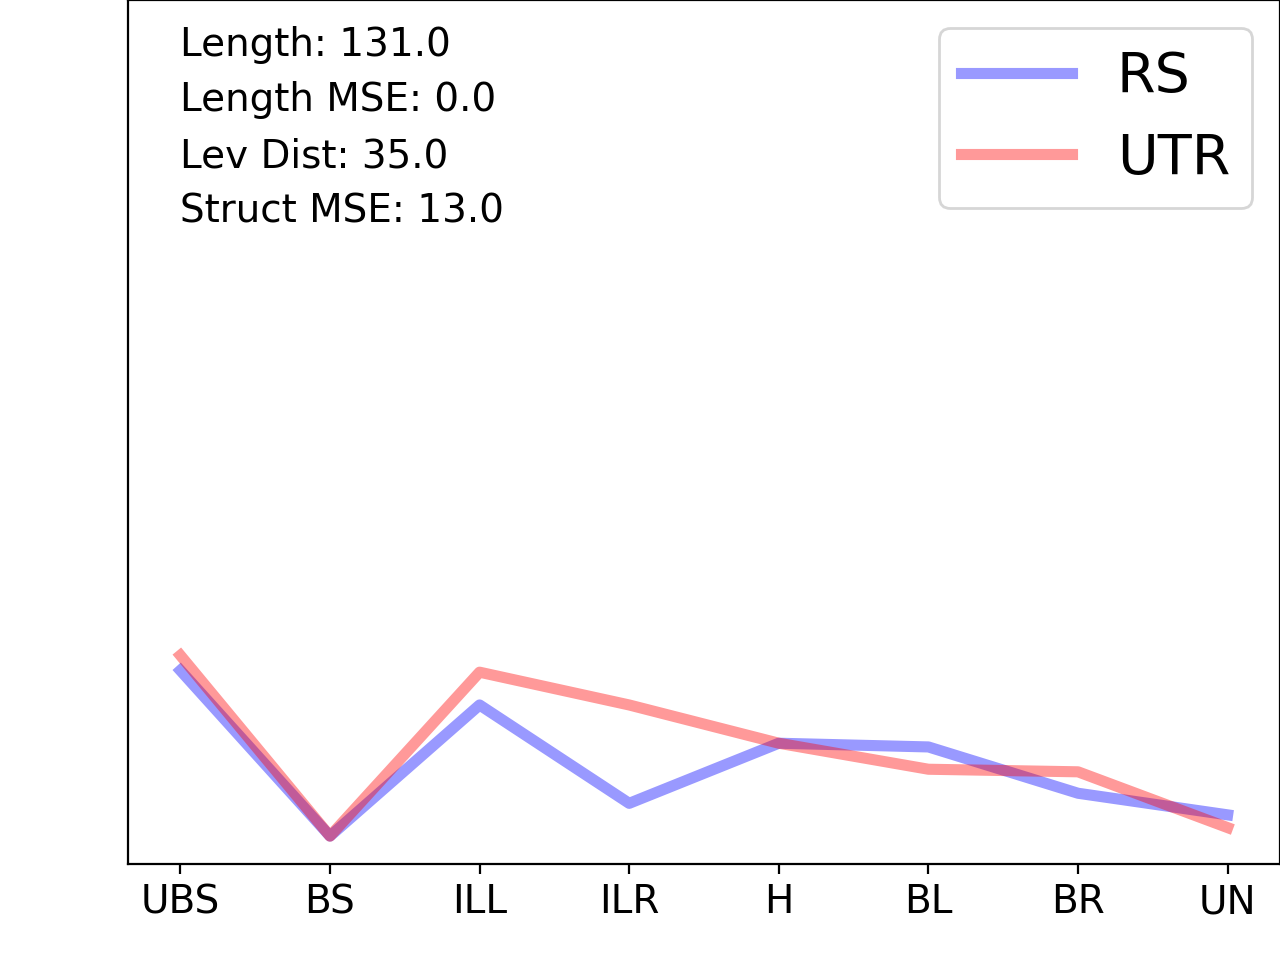 Length: 131.0
Length MSE: 0.0
Lev Dist: 35.0
Struct MSE: 13.0
RS
UTR
UBS BS ILL ILR H BL BR UN